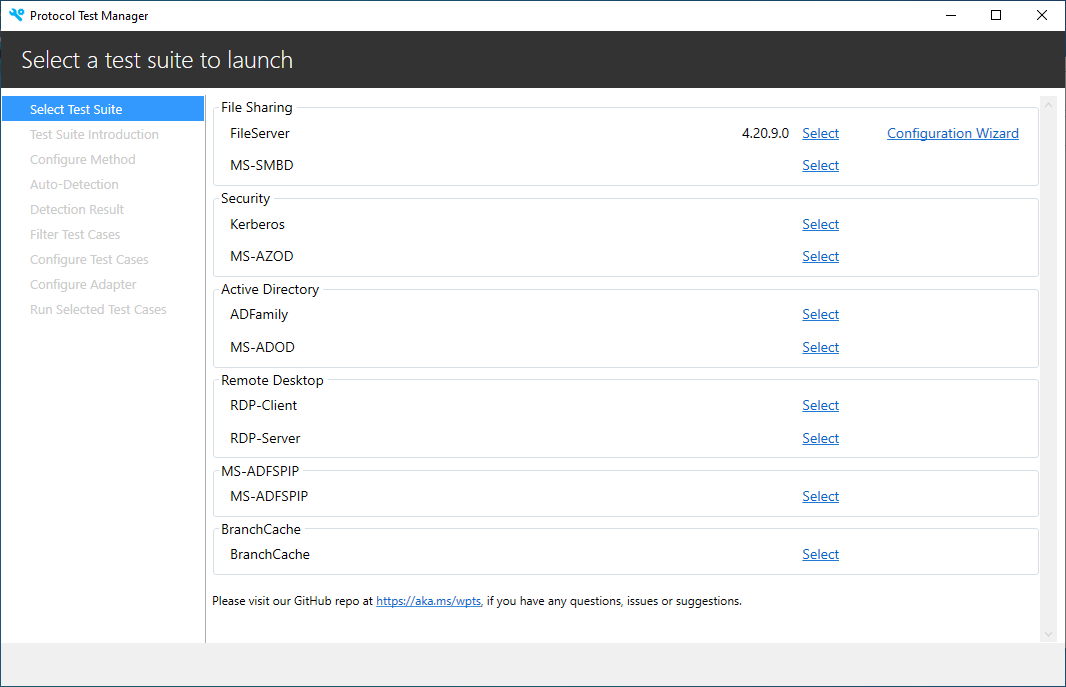 Protocol Test Manager
Select a test suite to launch
Select Test Suite
Test Suite Introduction
Configure Method
Auto-Detection
Detection Result
Filter Test Cases
Configure Test Cases
Configure Adapter
Run Selected Test Cases
File Sharing
FileServer 4.20.9.0 Select Configuration Wizard
MS-SMBD Select
Security
Kerberos Select
MS-AZOD Select
Active Directory
ADFamily Select
MS-ADOD Select
Remote Desktop
RDP-Client Select
RDP-Server Select
MS-ADFSPIP
MS-ADFSPIP Select
BranchCache
BranchCache Select
Please visit our GitHub repo at https://aka.ms/wpts, if you have any questions, issues or suggestions.